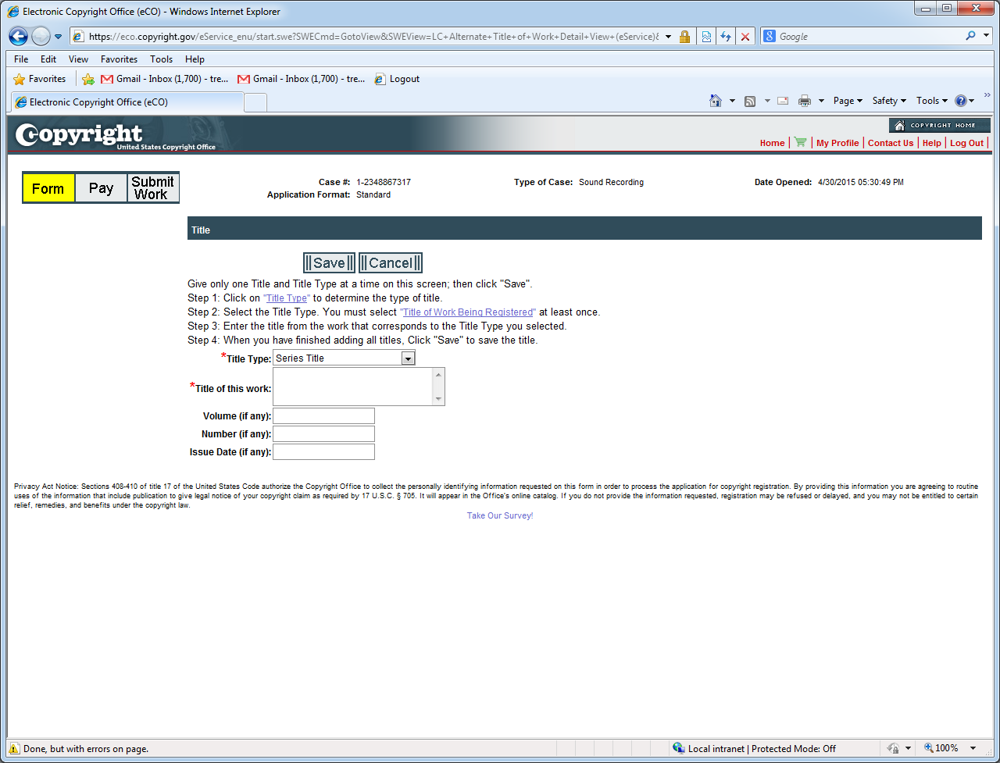 Electronic Copyright Office (eCO) - Windows Internet Explorer
https://eco.copyright.gov/eService_enu/start.swe?SWECmd=GotoView&SWEView=LC+Alternate+Title+of+Work+Detail+View+(eService)& Google
File Edit View Favorites Tools Help
Favorites Gmail - Inbox (1,700) - tre... Gmail - Inbox (1,700) - tre... Logout
Electronic Copyright Office (eCO) Page Safety Tools
Copyright
United States Copyright Office
COPYRIGHT HOME
Home | | My Profile | Contact Us | Help | Log Out |
Form Pay Submit Work
Case #: 1-2348867317 Type of Case: Sound Recording Date Opened: 4/30/2015 05:30:49 PM
Application Format: Standard
Title
||Save|| ||Cancel||
Give only one Title and Title Type at a time on this screen; then click "Save".
Step 1: Click on "Title Type" to determine the type of title.
Step 2: Select the Title Type. You must select "Title of Work Being Registered" at least once.
Step 3: Enter the title from the work that corresponds to the Title Type you selected.
Step 4: When you have finished adding all titles, Click "Save" to save the title.
*Title Type: Series Title
*Title of this work:
Volume (if any):
Number (if any):
Issue Date (if any):
Privacy Act Notice: Sections 408-410 of title 17 of the United States Code authorize the Copyright Office to collect the personally identifying information requested on this form in order to process the application for copyright registration. By providing this information you are agreeing to routine
uses of the information that include publication to give legal notice of your copyright claim as required by 17 U.S.C. § 705. It will appear in the Office's online catalog. If you do not provide the information requested, registration may be refused or delayed, and you may not be entitled to certain
relief, remedies, and benefits under the copyright law.
Take Our Survey!
Done, but with errors on page. Local intranet | Protected Mode: Off 100%